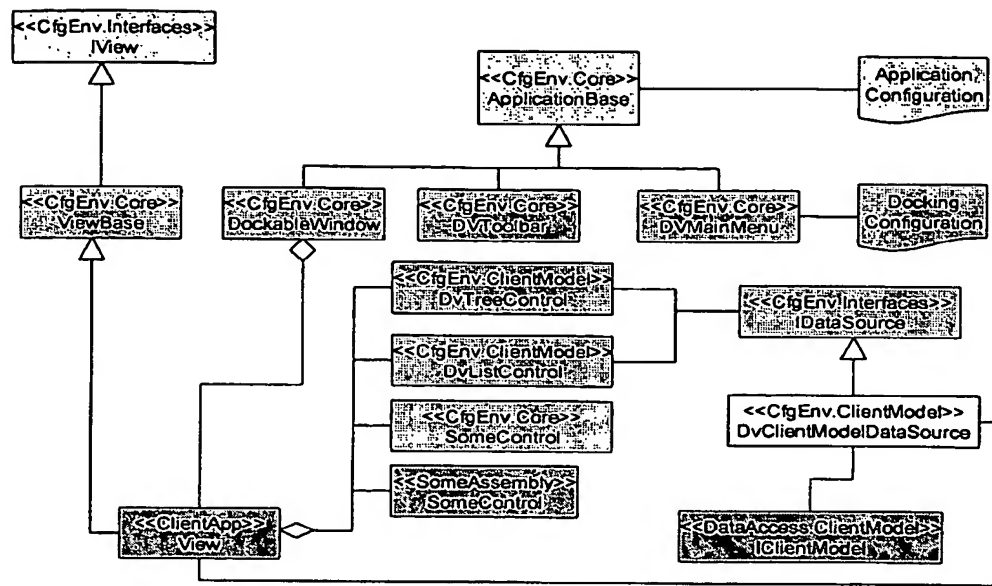 <<CfgEnv.Interfaces>>
IView
<<CfgEnv.Core>>
ApplicationBase
Application
Configuration
<<CfgEnv.Core>>
ViewBase
<<CfgEnv.Core>>
DockableWindow
<<CfgEnv.Core>>
DVToolbar
<<CfgEnv.Core>>
DVMainMenu
Docking
Configuration
<<CfgEnv.ClientModel>>
DvTreeControl
<<CfgEnv.Interfaces>>
IDataSource
<<CfgEnv.ClientModel>>
DvListControl
<<CfgEnv.ClientModel>>
DvClientModelDataSource
<<CfgEnv.Core>>
SomeControl
<<SomeAssembly>>
SomeControl
<<ClientApp>>
View
<<DataAccess.ClientModel>>
IClientModel